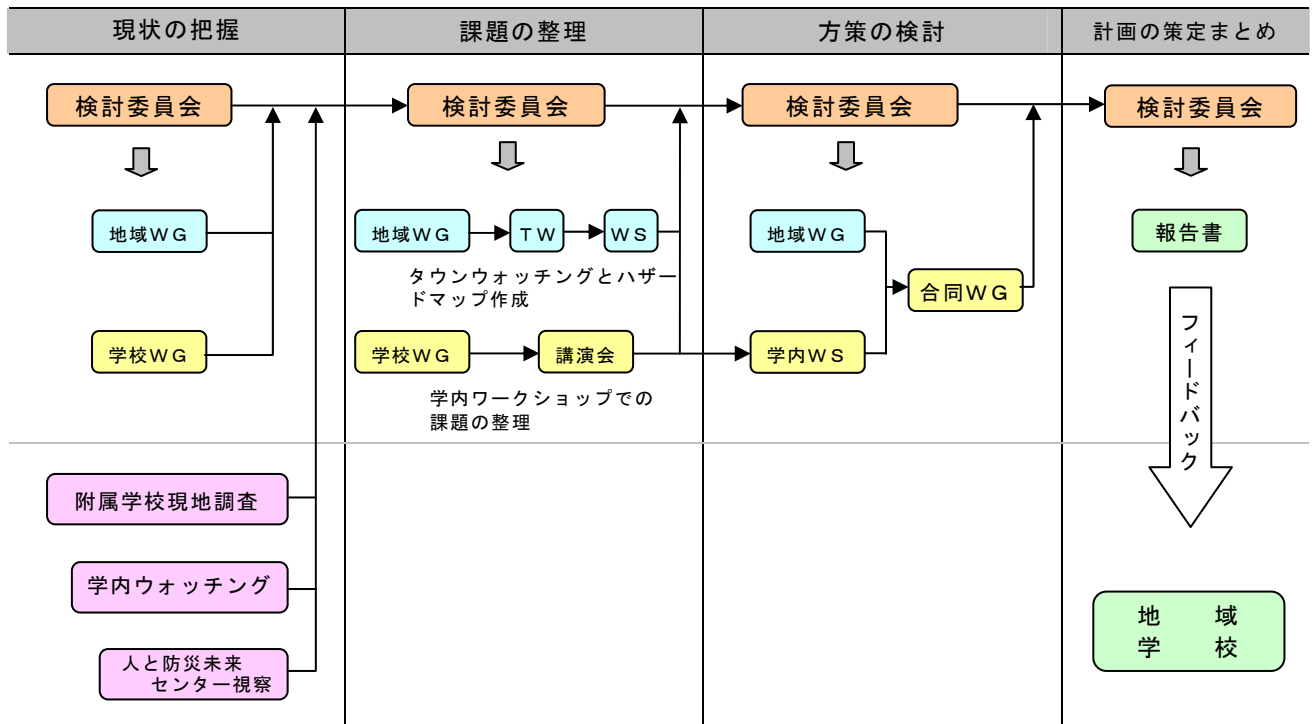 現状の把握
課題の整理
方策の検討
計画の策定まとめ
検討委員会
検討委員会
検討委員会
検討委員会
地域ＷＧ
地域ＷＧ
ＴＷ
ＷＳ
地域ＷＧ
報告書
タウンウォッチングとハザー
ドマップ作成
合同ＷＧ
学校ＷＧ
学校ＷＧ
講演会
学内ＷＳ
フィードバック
学内ワークショップでの
課題の整理
附属学校現地調査
学内ウォッチング
人と防災未来
センター視察
地　　域
学　　校